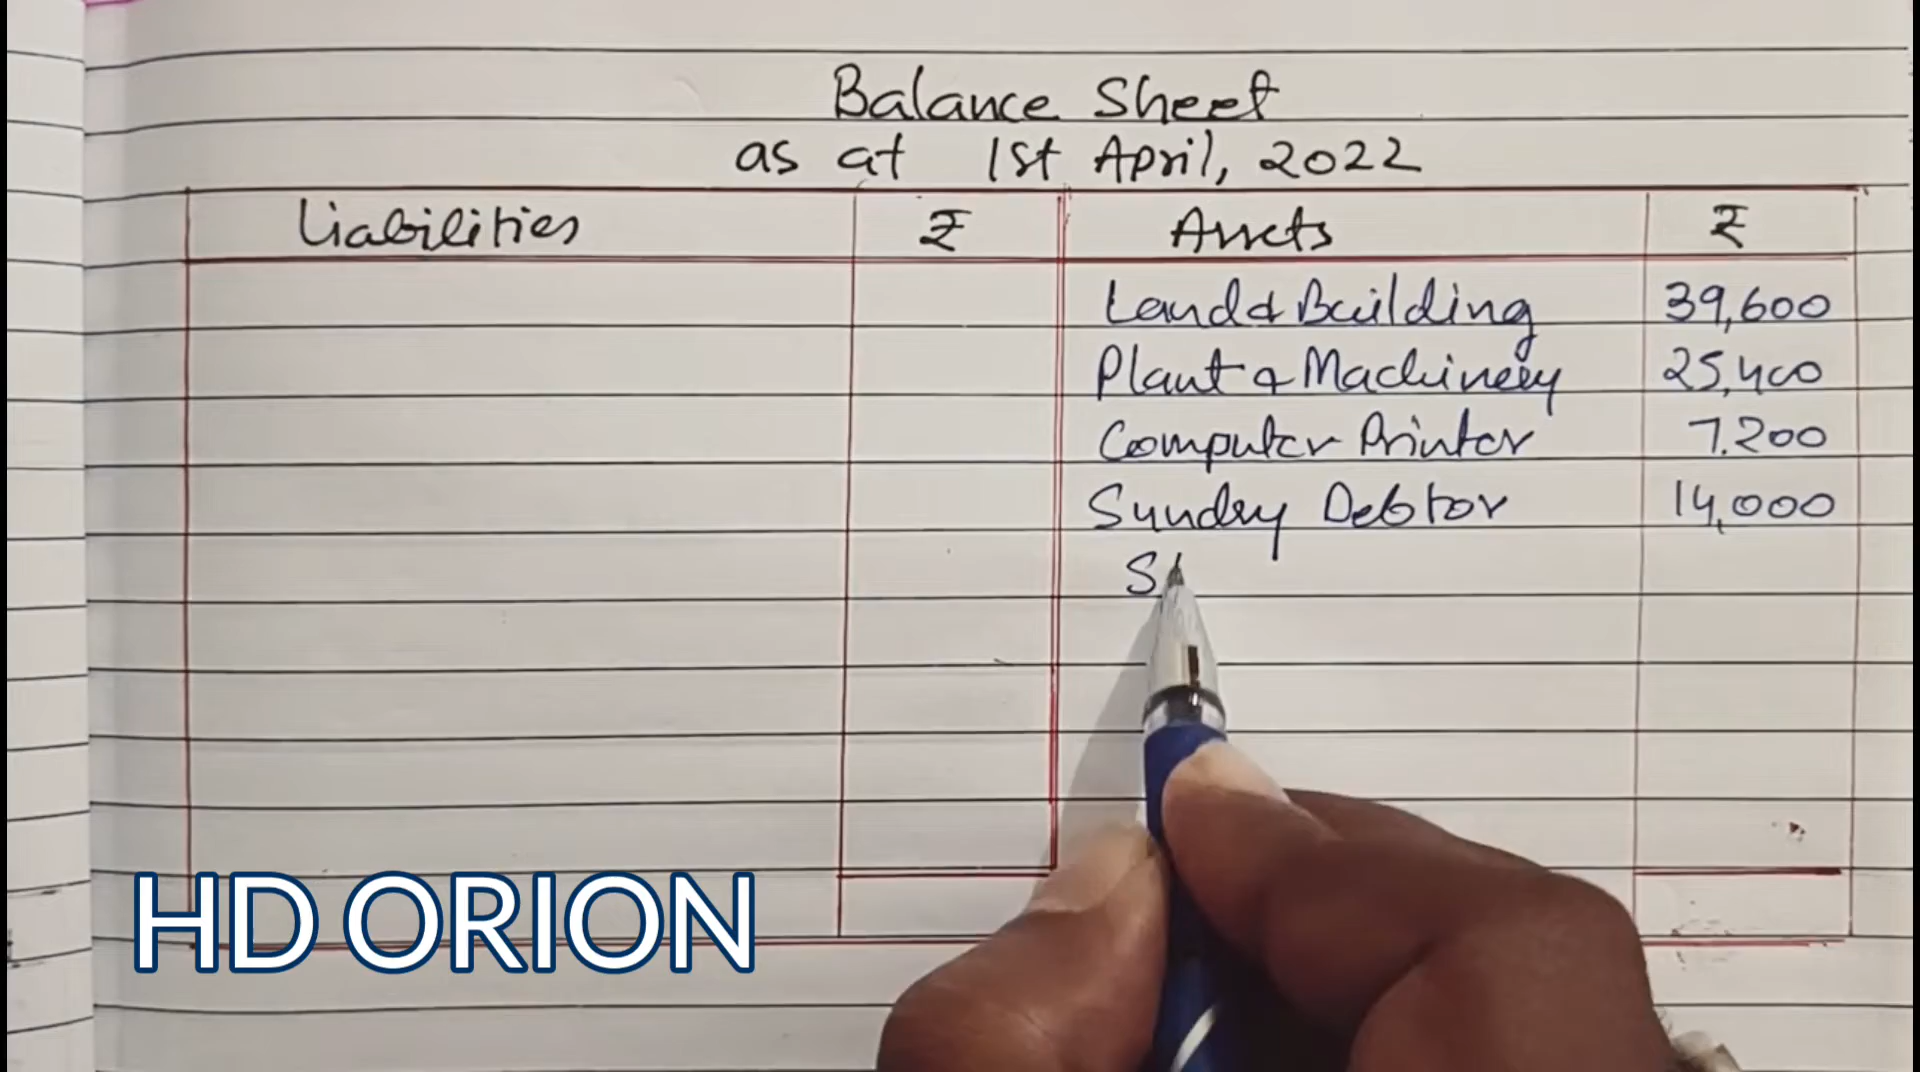 Balance Sheet
as at 1st April, 2022
Liabilities ₹ Assets ₹
Land & Building 39,600
Plant & Machinery 25,400
Computer Printer 7.200
Sundry Debtor 14,000
S
HD ORION